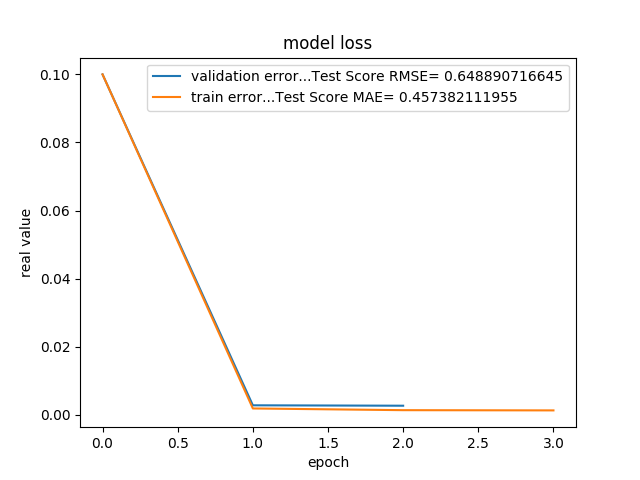 model loss
validation error...Test Score RMSE= 0.648890716645
train error...Test Score MAE= 0.457382111955
real value
0.10
0.08
0.06
0.04
0.02
0.00
0.0 0.5 1.0 1.5 2.0 2.5 3.0
epoch